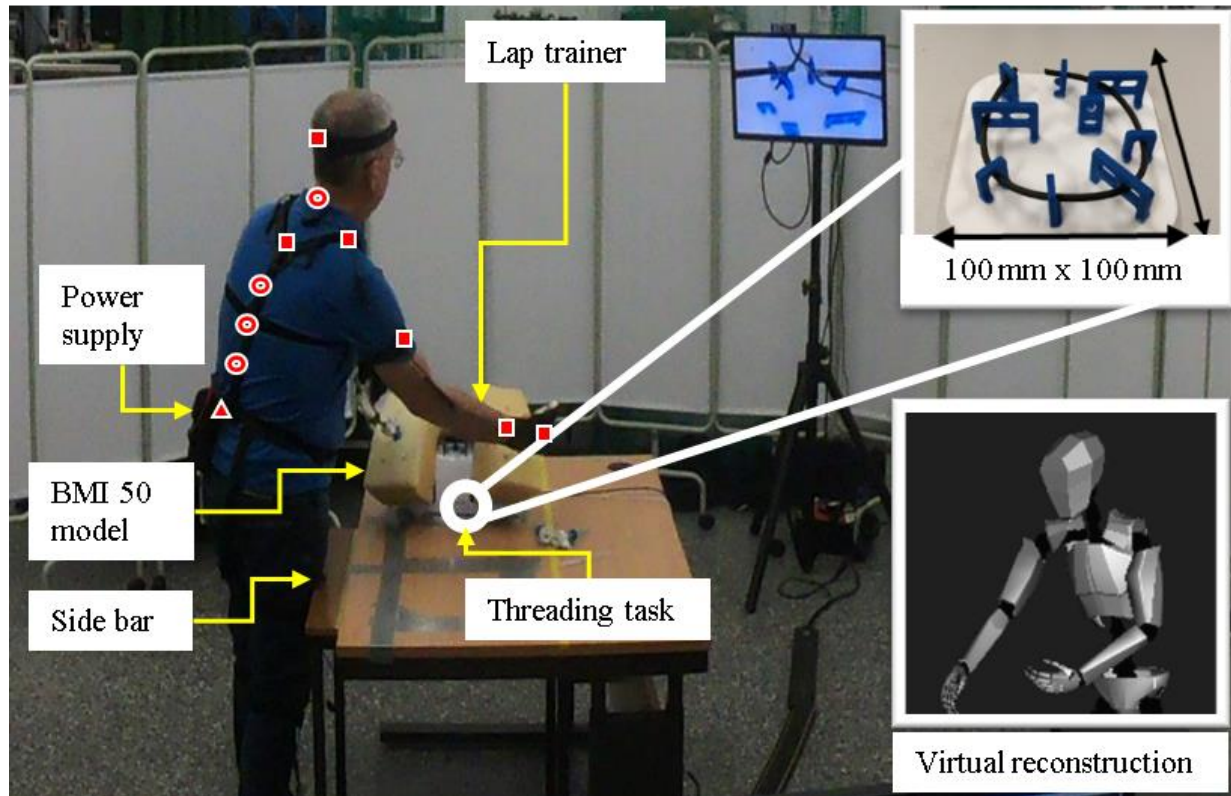 Lap trainer
100 mm x 100 mm
Power
supply
BMI 50
model
Side bar
Threading task
Virtual reconstruction